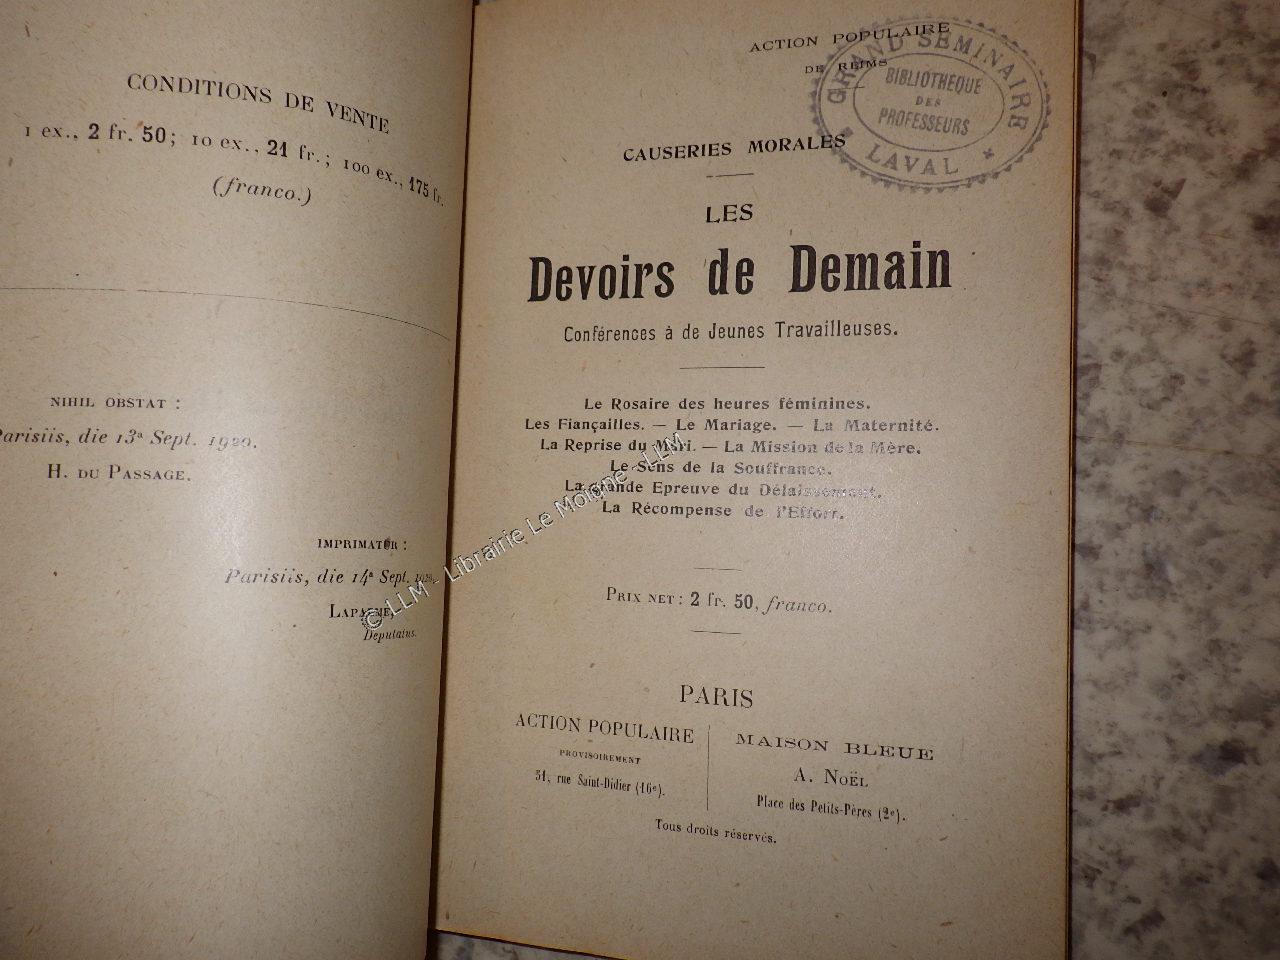 CONDITIONS DE VENTE
1 ex., 2 fr. 50; 10 ex., 21 fr.; 100 ex., 175 fr.
(franco.)
NIHIL OBSTAT :
Parisiis, die 13ª Sept. 1920.
H. DU PASSAGE.
IMPRIMATUR :
Parisiis, die 14ª Sept. 1920.
LAPALME,
Deputatus.
ACTION POPULAIRE
DE REIMS
GRAND SEMINAIRE
BIBLIOTHEQUE
DES
PROFESSEURS
LAVAL
CAUSERIES MORALES
LES
Devoirs de Demain
Conférences à de Jeunes Travailleuses.
Le Rosaire des heures féminines.
Les Fiançailles. — Le Mariage. — La Maternité.
La Reprise du Mari. — La Mission de la Mère.
Le Sens de la Souffrance.
La grande Epreuve du Délaissement.
La Récompense de l'Effort.
PRIX NET : 2 fr. 50, franco.
PARIS
ACTION POPULAIRE
PROVISOIREMENT
51, rue Saint-Didier (16e).
MAISON BLEUE
A. NOËL
Place des Petits-Pères (2e).
Tous droits réservés.
© LLM - Librairie Le Moigne - LLM